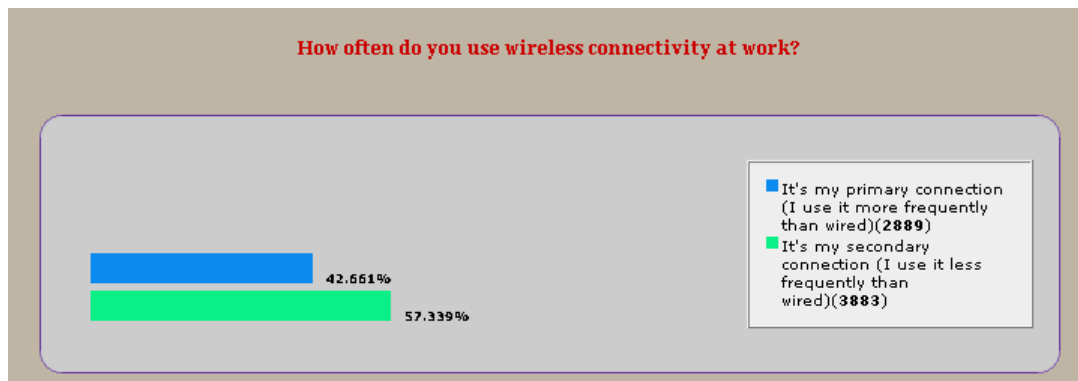 How often do you use wireless connectivity at work?
It's my primary connection
(I use it more frequently
than wired)(2889)
It's my secondary
connection (I use it less
frequently than
wired)(3883)
42.661%
57.339%